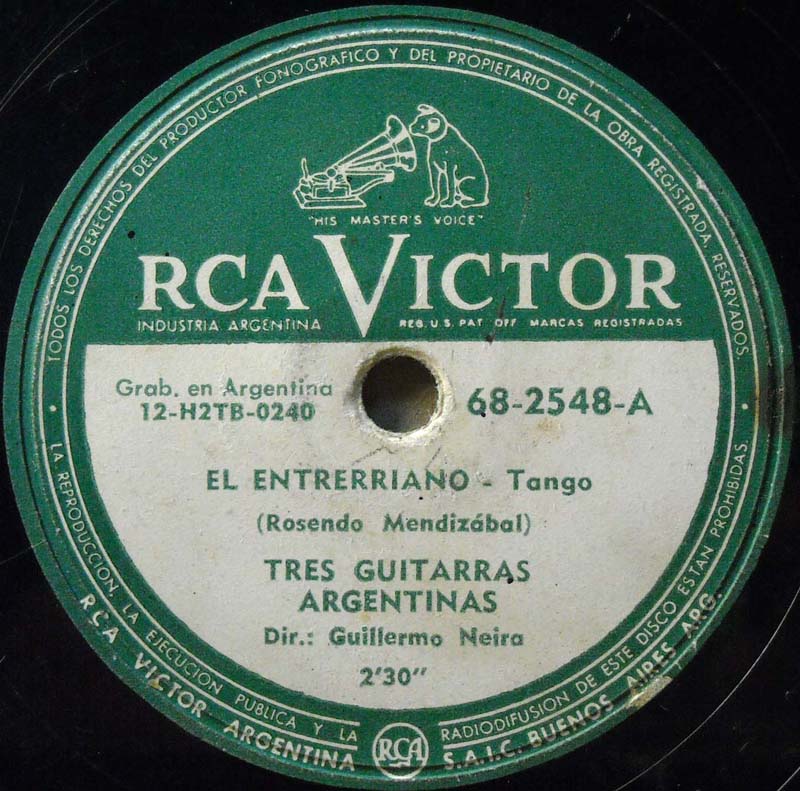 TODOS LOS DERECHOS DEL PRODUCTOR FONOGRAFICO Y DEL PROPIETARIO DE LA OBRA REGISTRADA, RESERVADOS.
"HIS MASTER'S VOICE"
RCA VICTOR
INDUSTRIA ARGENTINA
REG. U.S. PAT OFF MARCAS REGISTRADAS
Grab. en Argentina
12-H2TB-0240
68-2548-A
EL ENTRERRIANO - Tango
(Rosendo Mendizábal)
TRES GUITARRAS
ARGENTINAS
Dir.: Guillermo Neira
2'30"
LA REPRODUCCION, LA EJECUCION PUBLICA Y LA RADIODIFUSION DE ESTE DISCO ESTAN PROHIBIDAS.
RCA VICTOR ARGENTINA S.A.I.C. BUENOS AIRES ARG.
RCA